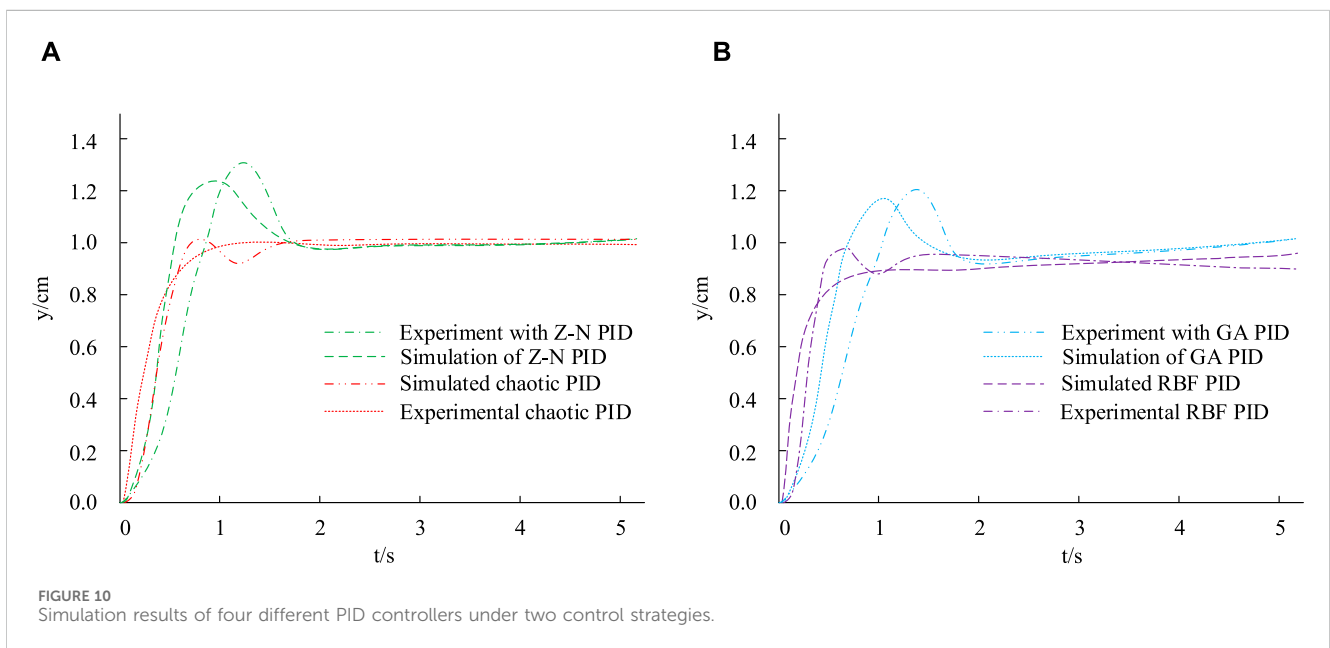 A
1.4
1.2
1.0
0.8
0.6
0.4
0.2
0.0
y/cm
0 1 2 3 4 5
t/s
Experiment with Z-N PID
Simulation of Z-N PID
Simulated chaotic PID
Experimental chaotic PID
B
1.4
1.2
1.0
0.8
0.6
0.4
0.2
0.0
y/cm
0 1 2 3 4 5
t/s
Experiment with GA PID
Simulation of GA PID
Simulated RBF PID
Experimental RBF PID
FIGURE 10
Simulation results of four different PID controllers under two control strategies.